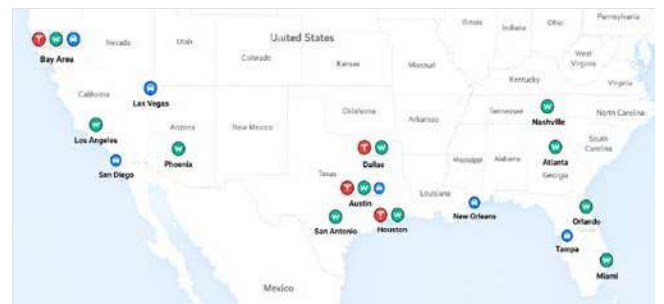 Illinois
Indiana
Ohio
Pennsylvania
Nevada
Utah
United States
Colorado
Kansas
Missouri
West Virginia
Bay Area
Kentucky
Virginia
California
Las Vegas
Oklahoma
Tennessee
Nashville
North Carolina
Los Angeles
Arizona
New Mexico
Arkansas
Phoenix
Dallas
South Carolina
Atlanta
San Diego
Texas
Mississippi
Alabama
Georgia
Austin
Louisiana
San Antonio
Houston
New Orleans
Orlando
Tampa
Miami
Mexico